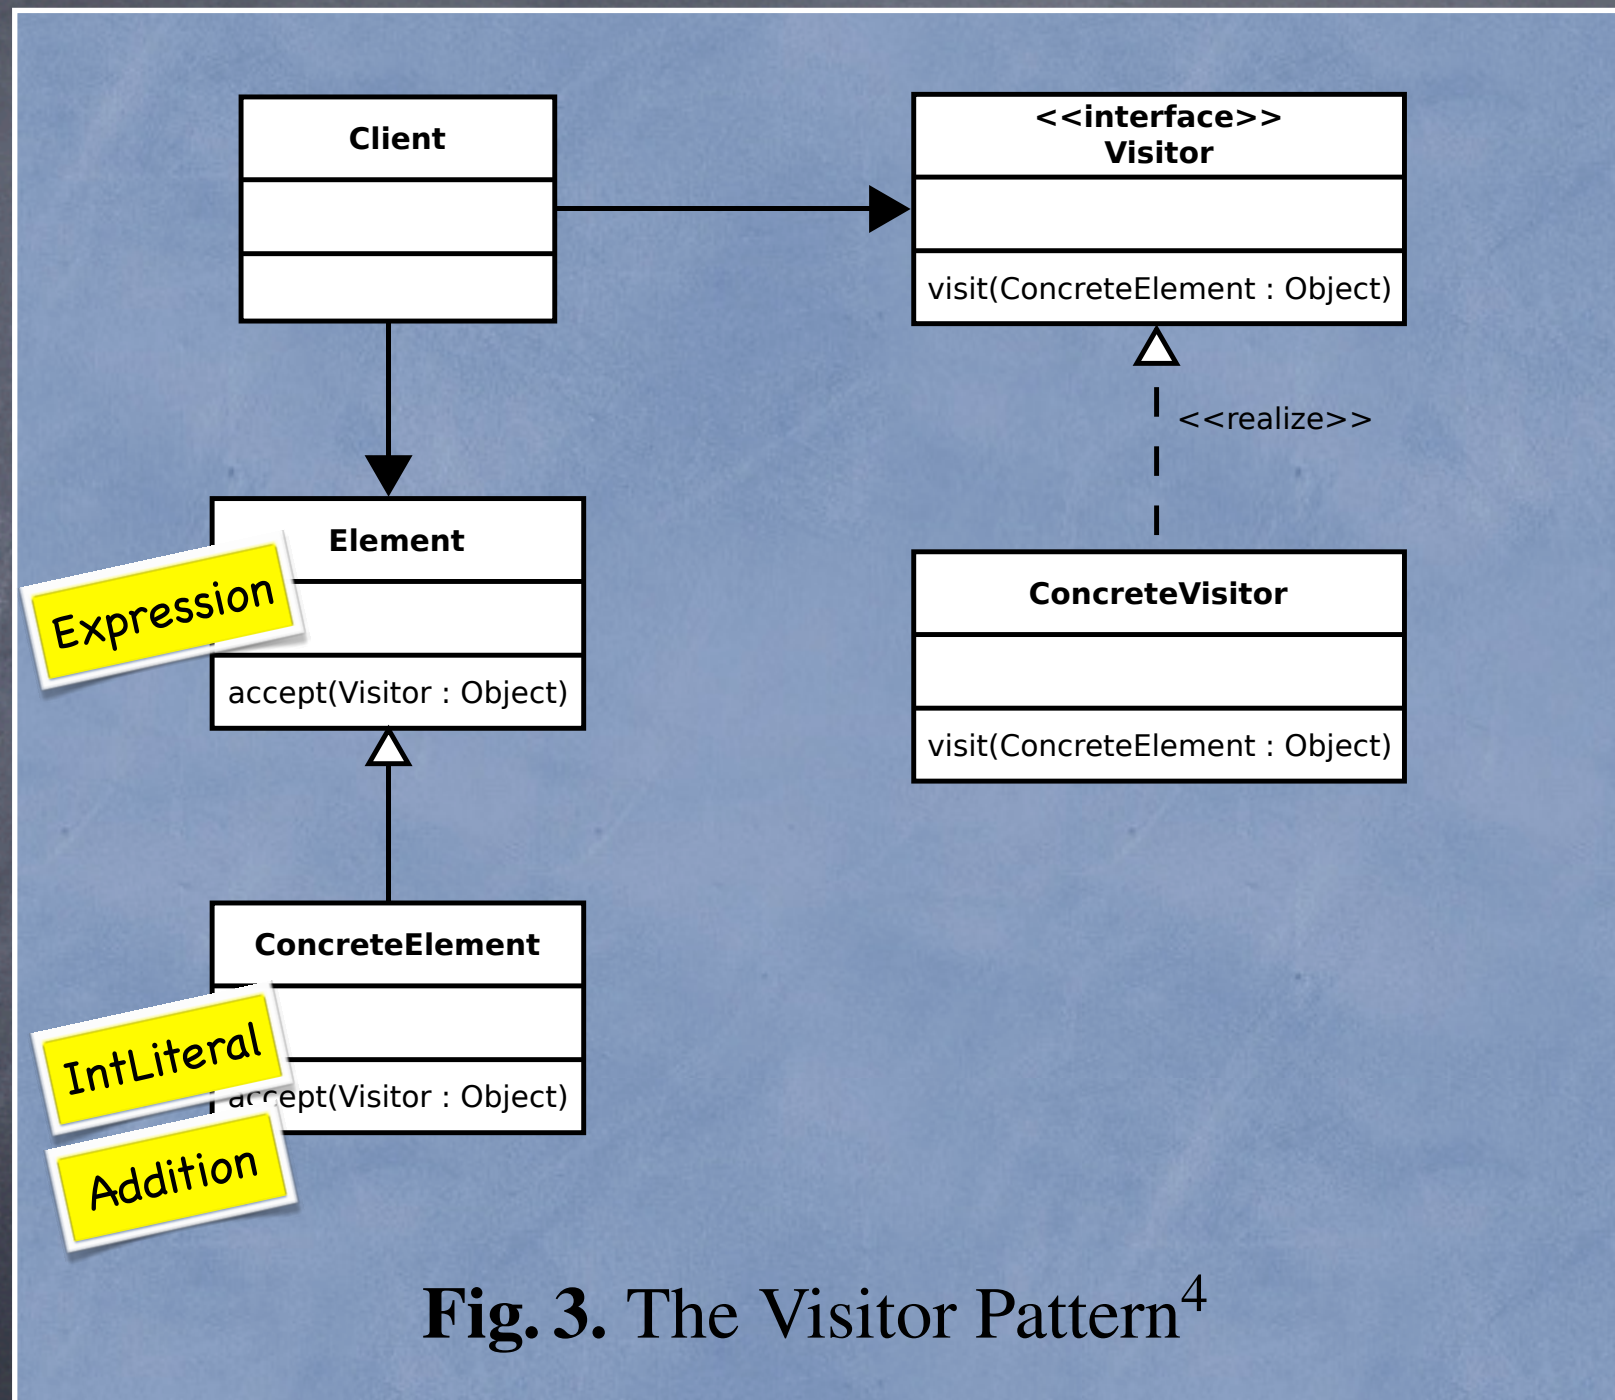 Client
<<interface>>
Visitor
visit(ConcreteElement : Object)
<<realize>>
Element
Expression
accept(Visitor : Object)
ConcreteVisitor
visit(ConcreteElement : Object)
ConcreteElement
IntLiteral
accept(Visitor : Object)
Addition
Fig. 3. The Visitor Pattern4